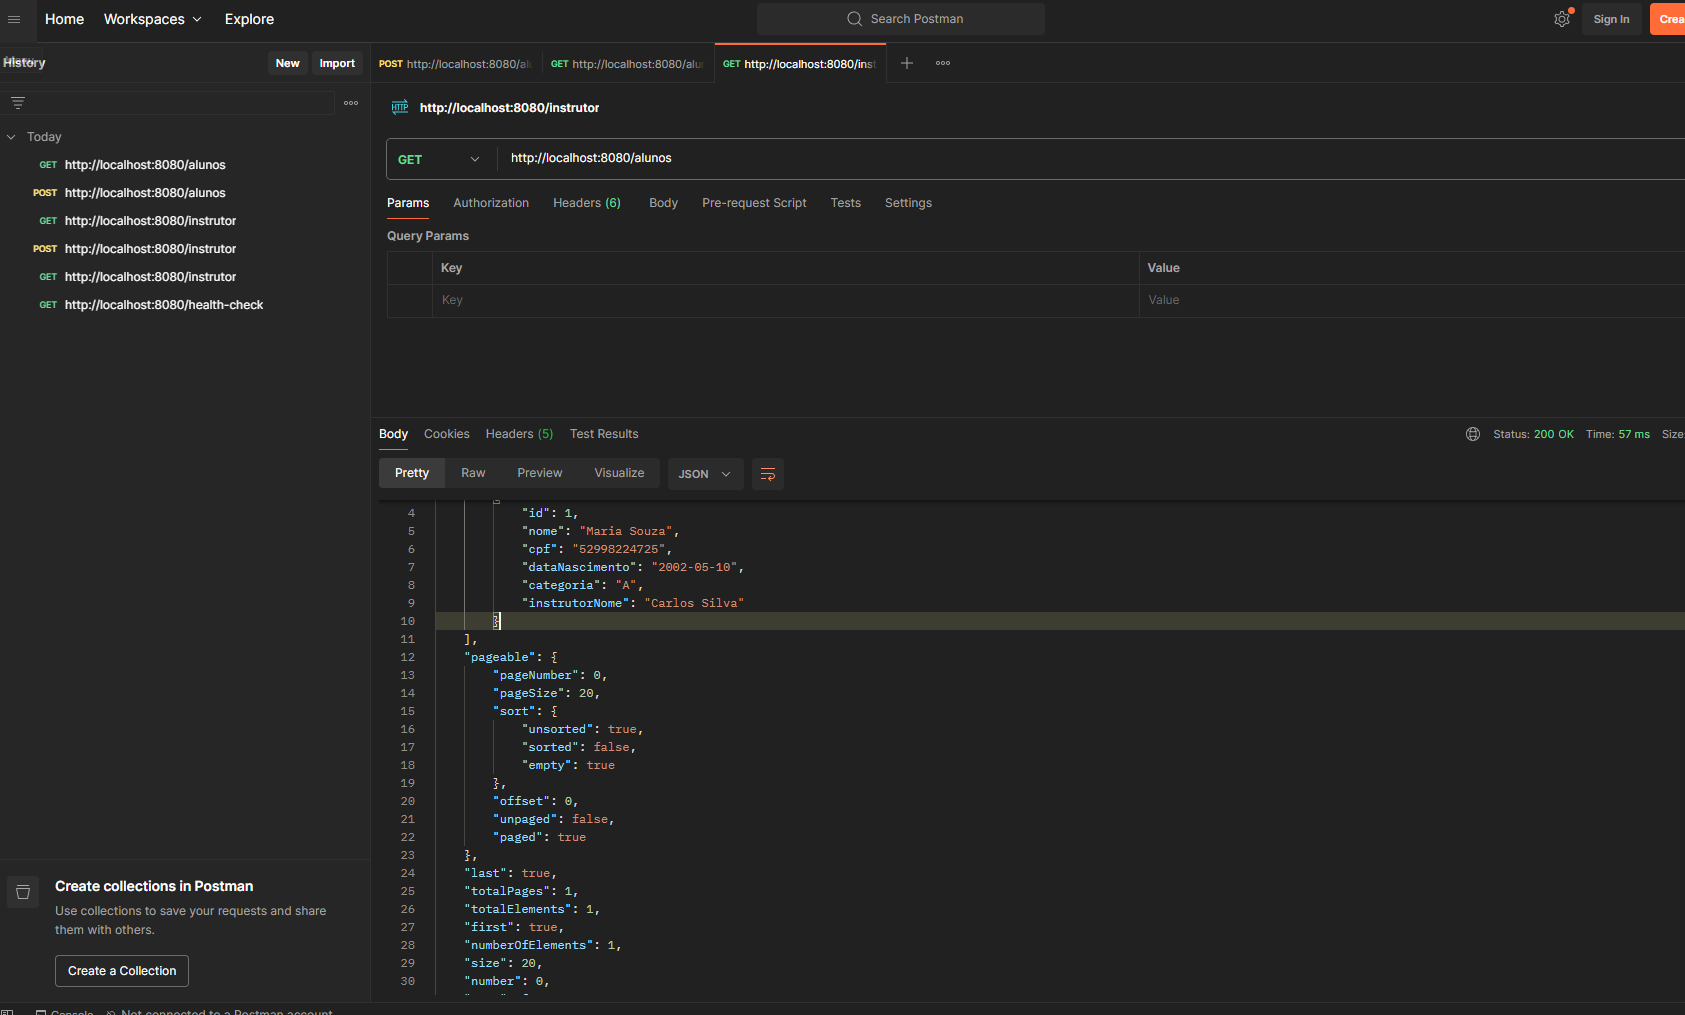 Home Workspaces Explore
Search Postman
Sign In
History
New Import
POST http://localhost:8080/al
GET http://localhost:8080/alu
GET http://localhost:8080/inst
Today
GET http://localhost:8080/alunos
POST http://localhost:8080/alunos
GET http://localhost:8080/instrutor
POST http://localhost:8080/instrutor
GET http://localhost:8080/instrutor
GET http://localhost:8080/health-check
Create collections in Postman
Use collections to save your requests and share
them with others.
Create a Collection
HTTP http://localhost:8080/instrutor
GET http://localhost:8080/alunos
Params Authorization Headers (6) Body Pre-request Script Tests Settings
Query Params
Key Value
Key Value
Body Cookies Headers (5) Test Results
Status: 200 OK Time: 57 ms Size:
Pretty Raw Preview Visualize JSON
4 "id": 1,
5 "nome": "Maria Souza",
6 "cpf": "52998224725",
7 "dataNascimento": "2002-05-10",
8 "categoria": "A",
9 "instrutorNome": "Carlos Silva"
10 }
11 ],
12 "pageable": {
13 "pageNumber": 0,
14 "pageSize": 20,
15 "sort": {
16 "unsorted": true,
17 "sorted": false,
18 "empty": true
19 },
20 "offset": 0,
21 "unpaged": false,
22 "paged": true
23 },
24 "last": true,
25 "totalPages": 1,
26 "totalElements": 1,
27 "first": true,
28 "numberOfElements": 1,
29 "size": 20,
30 "number": 0,
Console Not connected to a Postman account